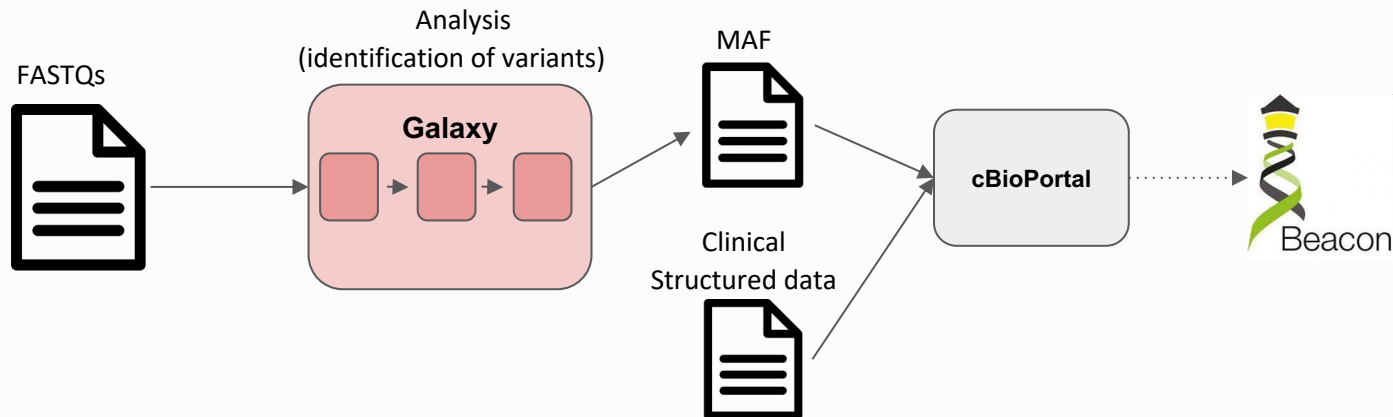 FASTQs
Analysis
(identification of variants)
Galaxy
MAF
Clinical
Structured data
cBioPortal
Beacon